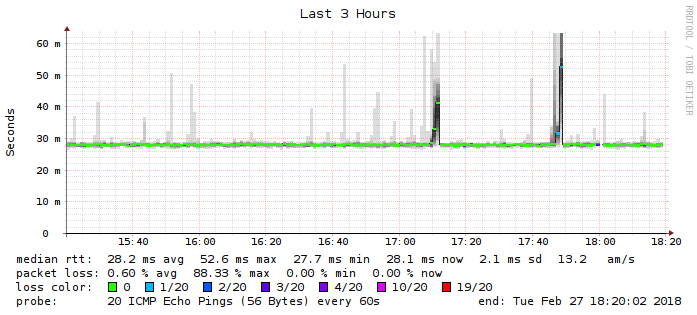 Last 3 Hours
RRDTOOL / TOBI OETIKER
Seconds
60 m
50 m
40 m
30 m
20 m
10 m
0
15:40 16:00 16:20 16:40 17:00 17:20 17:40 18:00 18:20
median rtt: 28.2 ms avg 52.6 ms max 27.7 ms min 28.1 ms now 2.1 ms sd 13.2 am/s
packet loss: 0.60 % avg 88.33 % max 0.00 % min 0.00 % now
loss color: 0 1/20 2/20 3/20 4/20 10/20 19/20
probe: 20 ICMP Echo Pings (56 Bytes) every 60s end: Tue Feb 27 18:20:02 2018